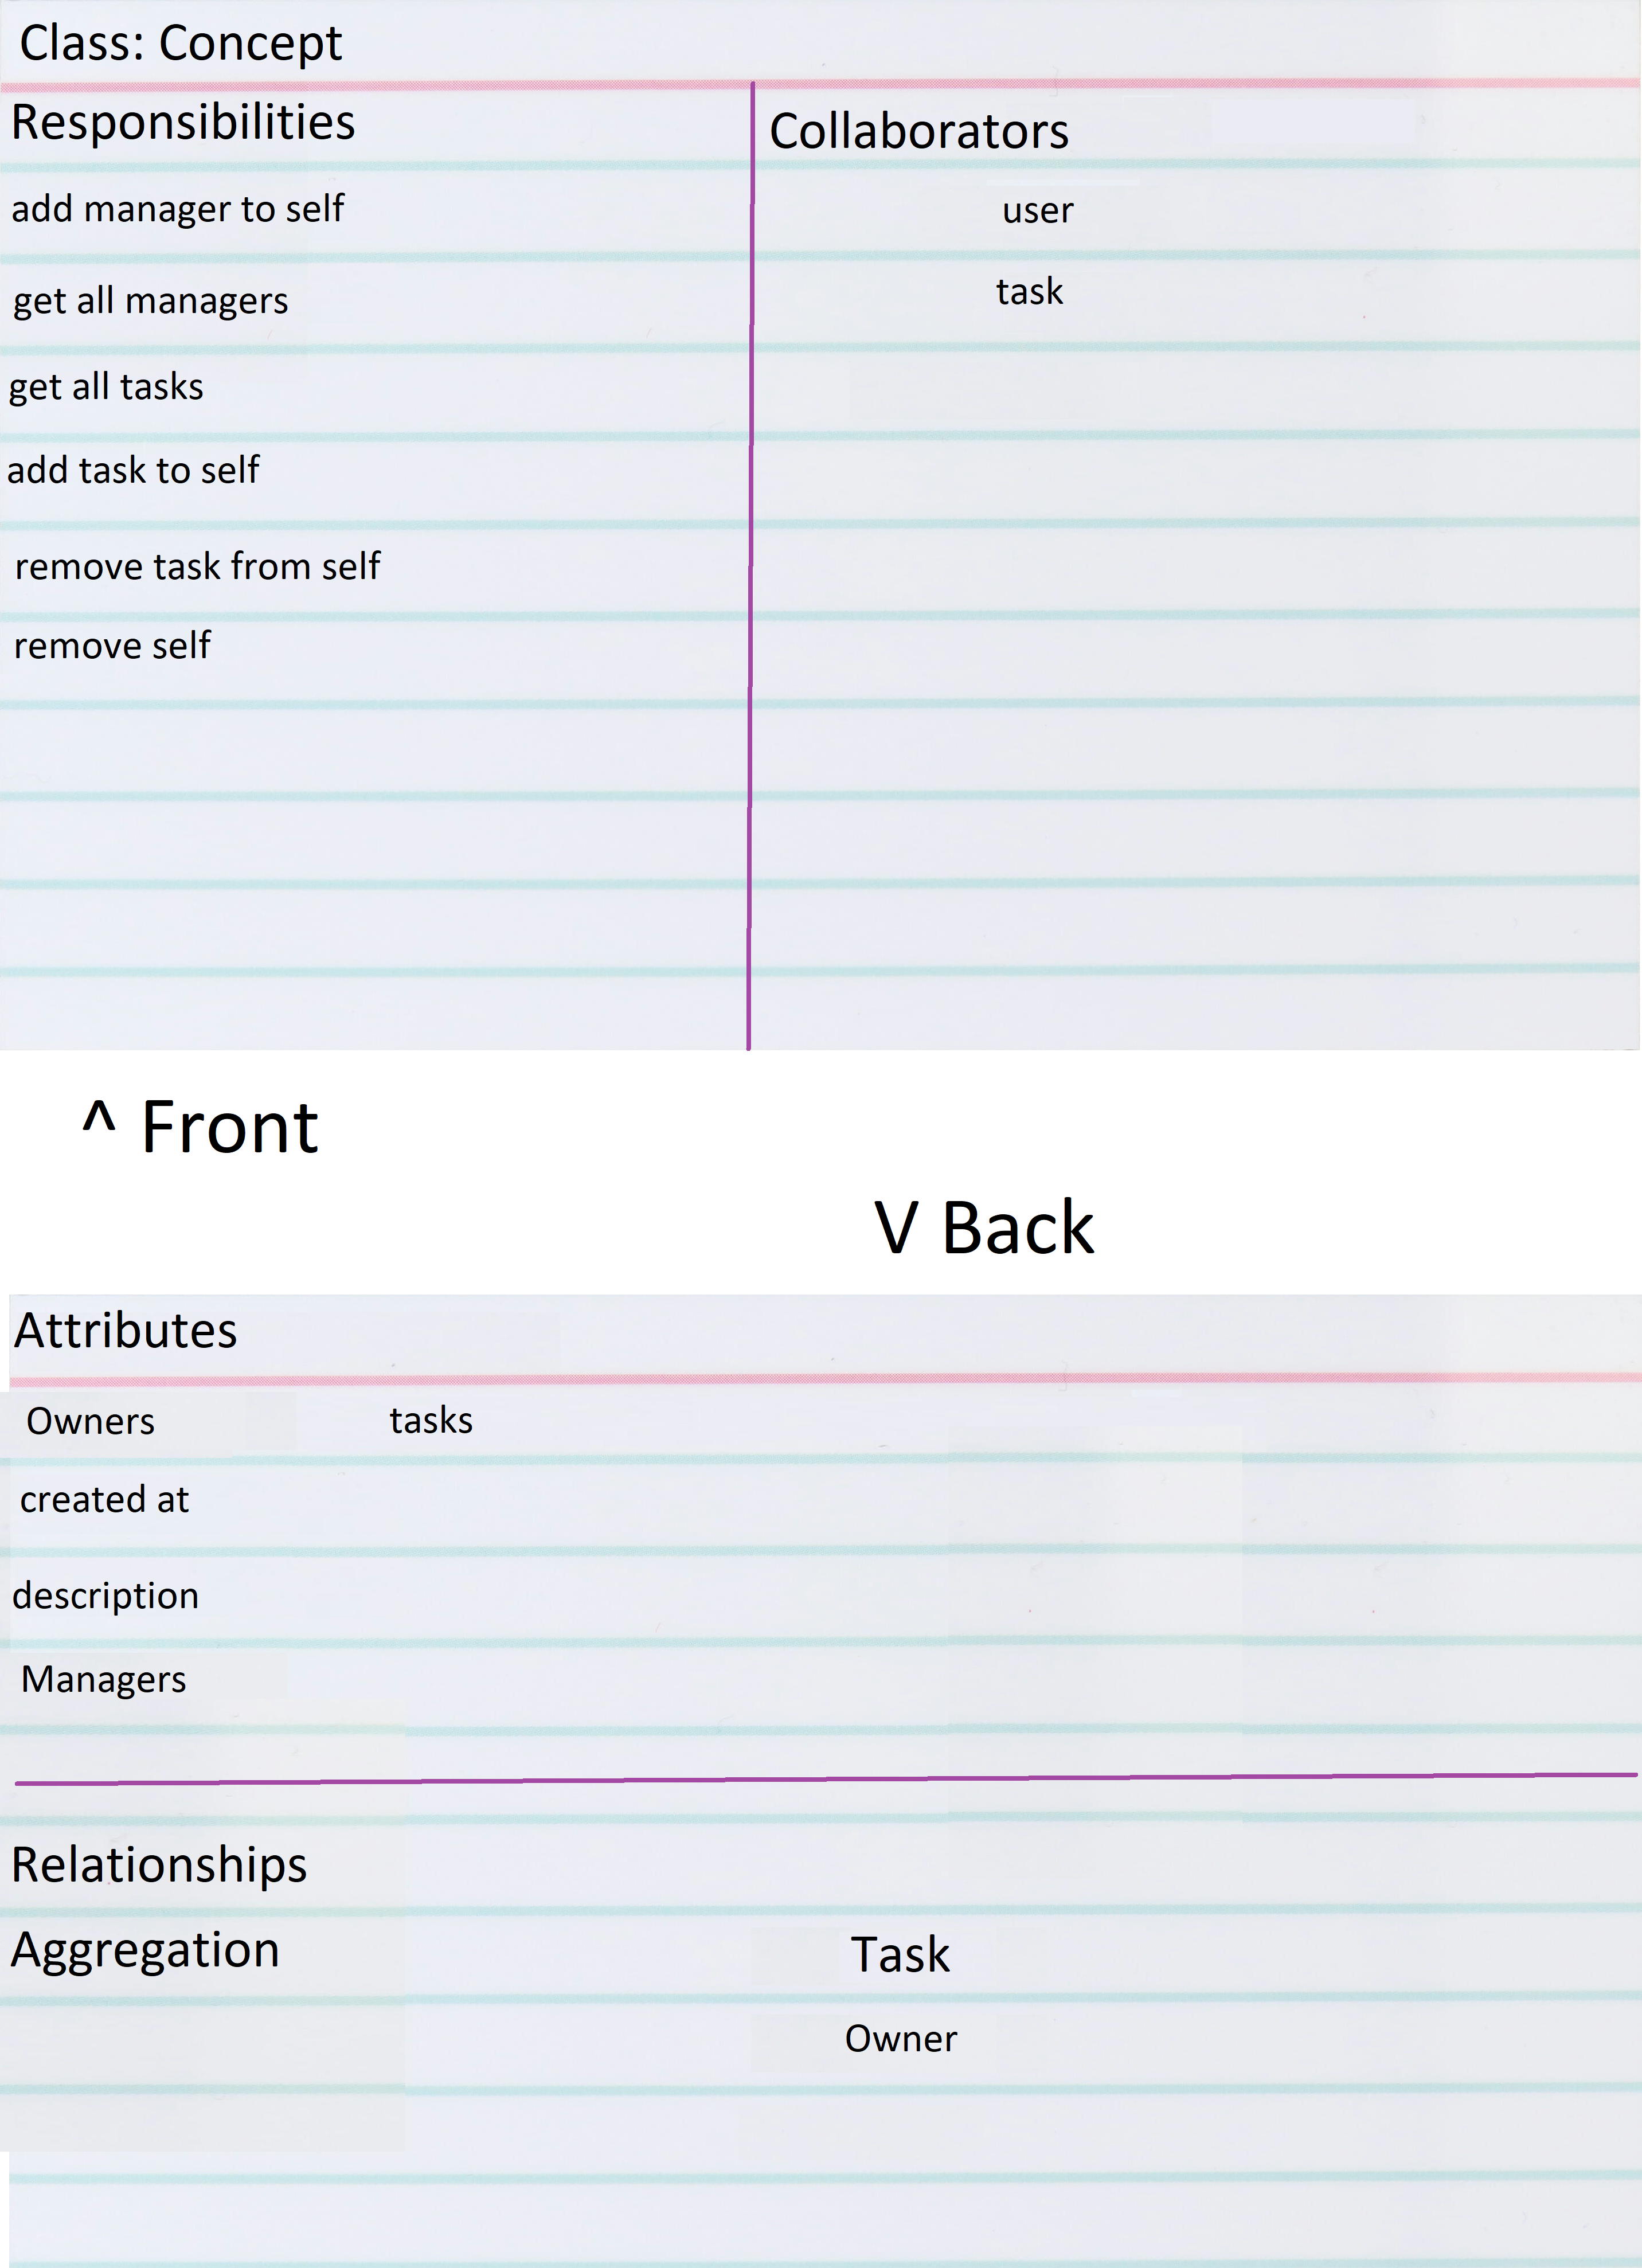 Class: Concept
Responsibilities
Collaborators
add manager to self
user
get all managers
task
get all tasks
add task to self
remove task from self
remove self
^ Front
V Back
Attributes
Owners tasks
created at
description
Managers
Relationships
Aggregation
Task
Owner